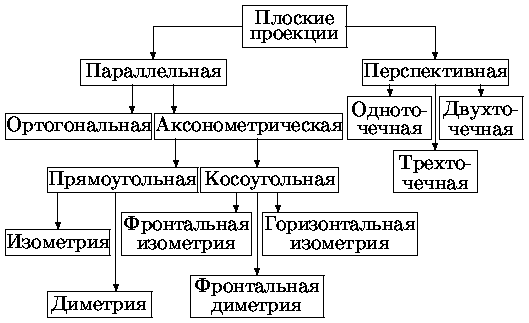 Плоские
проекции
Параллельная
Перспективная
Ортогональная
Аксонометрическая
Одното-
чечная
Двухто-
чечная
Трехто-
чечная
Прямоугольная
Косоугольная
Изометрия
Фронтальная
изометрия
Горизонтальная
изометрия
Диметрия
Фронтальная
диметрия